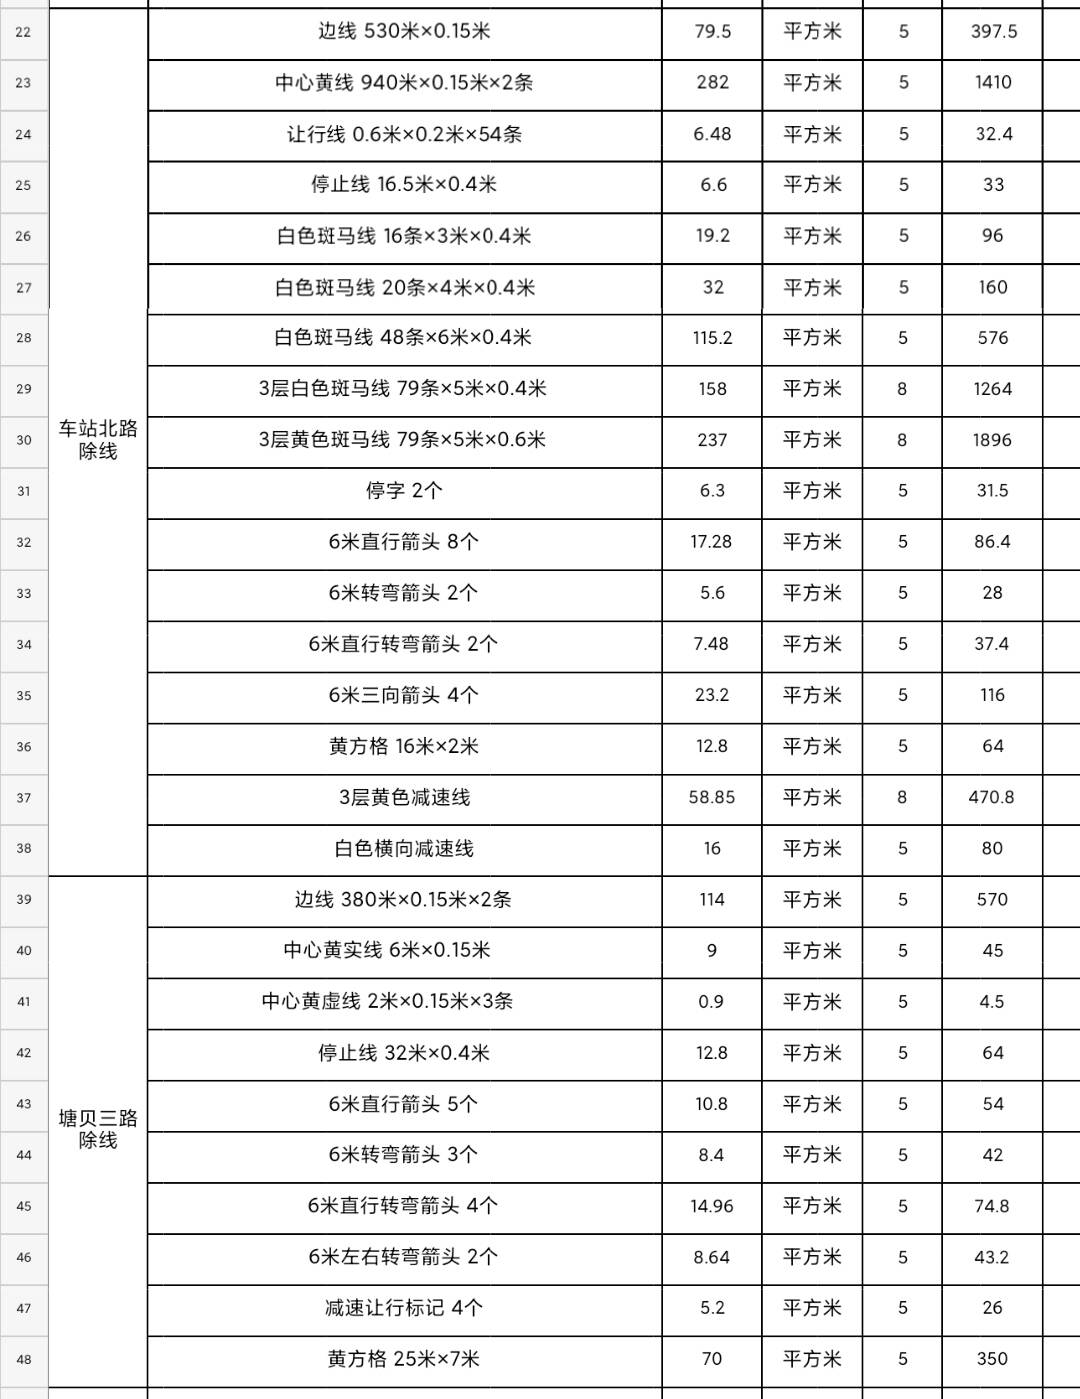 22 边线 530米×0.15米 79.5 平方米 5 397.5
23 中心黄线 940米×0.15米×2条 282 平方米 5 1410
24 让行线 0.6米×0.2米×54条 6.48 平方米 5 32.4
25 停止线 16.5米×0.4米 6.6 平方米 5 33
26 白色斑马线 16条×3米×0.4米 19.2 平方米 5 96
27 白色斑马线 20条×4米×0.4米 32 平方米 5 160
28 白色斑马线 48条×6米×0.4米 115.2 平方米 5 576
29 3层白色斑马线 79条×5米×0.4米 158 平方米 8 1264
车站北路
除线
30 3层黄色斑马线 79条×5米×0.6米 237 平方米 8 1896
31 停字 2个 6.3 平方米 5 31.5
32 6米直行箭头 8个 17.28 平方米 5 86.4
33 6米转弯箭头 2个 5.6 平方米 5 28
34 6米直行转弯箭头 2个 7.48 平方米 5 37.4
35 6米三向箭头 4个 23.2 平方米 5 116
36 黄方格 16米×2米 12.8 平方米 5 64
37 3层黄色减速线 58.85 平方米 8 470.8
38 白色横向减速线 16 平方米 5 80
39 边线 380米×0.15米×2条 114 平方米 5 570
40 中心黄实线 6米×0.15米 9 平方米 5 45
41 中心黄虚线 2米×0.15米×3条 0.9 平方米 5 4.5
42 停止线 32米×0.4米 12.8 平方米 5 64
43 6米直行箭头 5个 10.8 平方米 5 54
塘贝三路
除线
44 6米转弯箭头 3个 8.4 平方米 5 42
45 6米直行转弯箭头 4个 14.96 平方米 5 74.8
46 6米左右转弯箭头 2个 8.64 平方米 5 43.2
47 减速让行标记 4个 5.2 平方米 5 26
48 黄方格 25米×7米 70 平方米 5 350